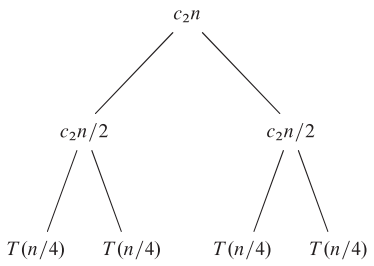 c₂n
c₂n/2 c₂n/2
T(n/4) T(n/4) T(n/4) T(n/4)